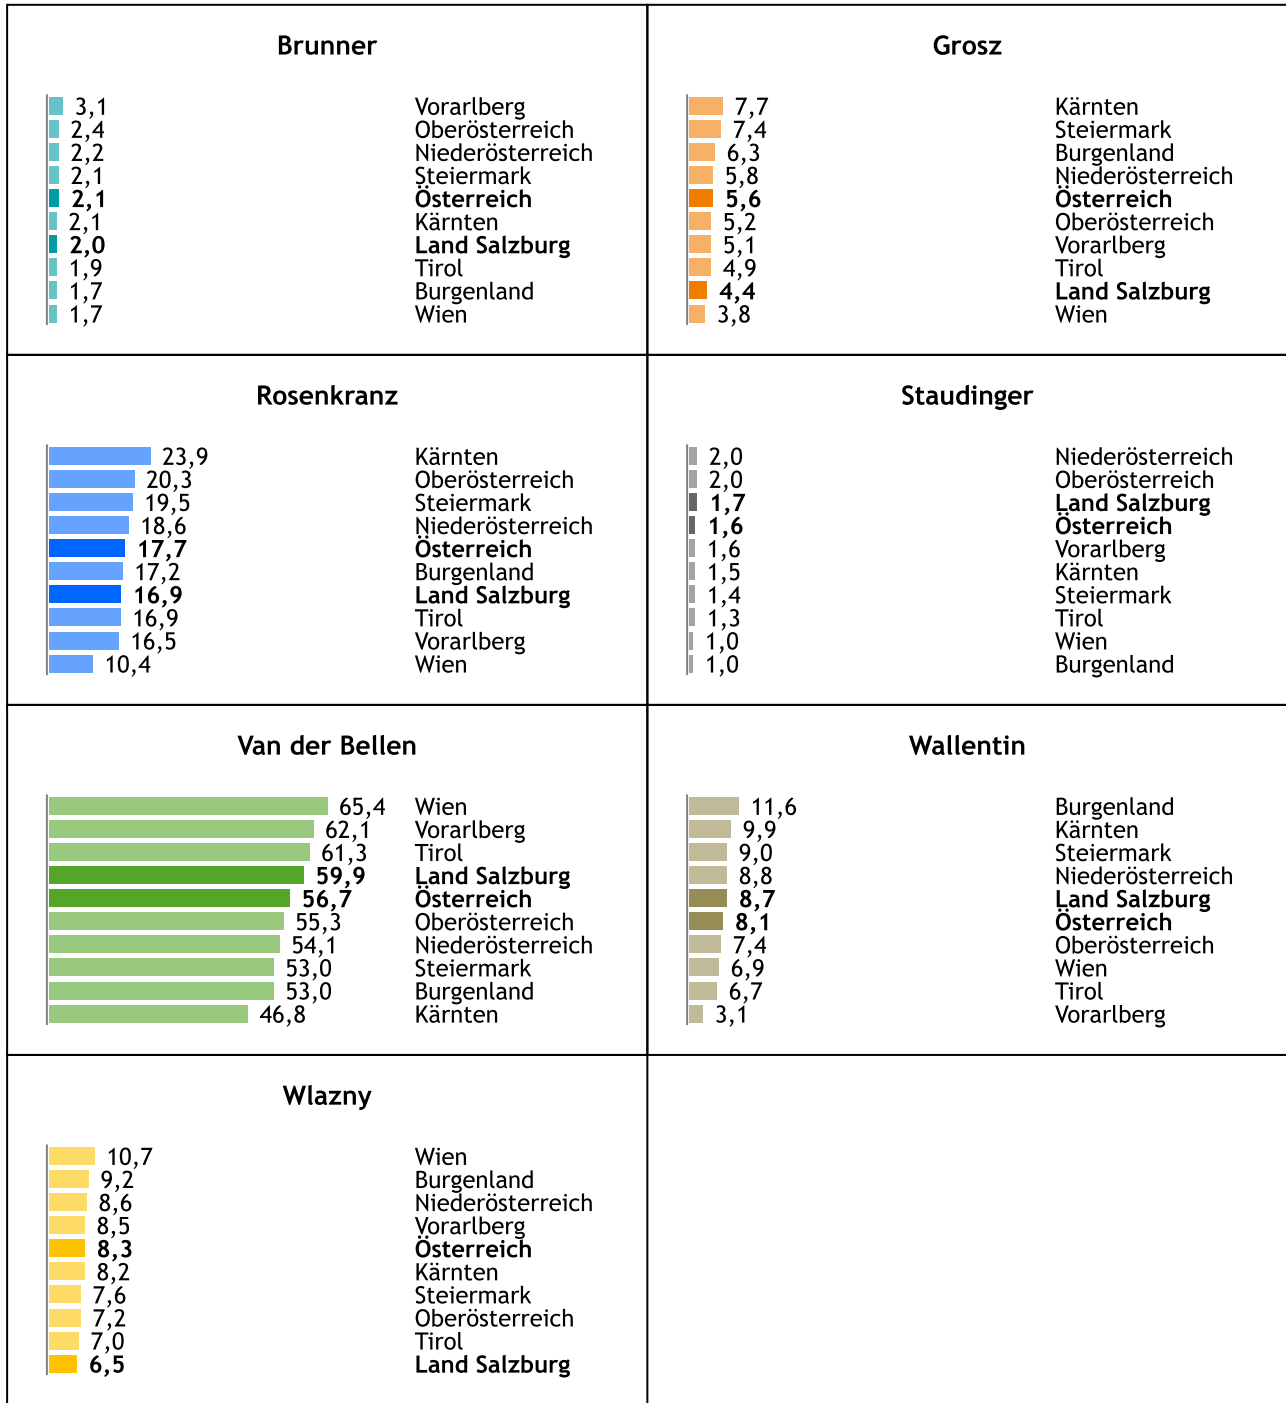 Brunner
3,1 Vorarlberg
2,4 Oberösterreich
2,2 Niederösterreich
2,1 Steiermark
2,1 Österreich
2,1 Kärnten
2,0 Land Salzburg
1,9 Tirol
1,7 Burgenland
1,7 Wien
Grosz
7,7 Kärnten
7,4 Steiermark
6,3 Burgenland
5,8 Niederösterreich
5,6 Österreich
5,2 Oberösterreich
5,1 Vorarlberg
4,9 Tirol
4,4 Land Salzburg
3,8 Wien
Rosenkranz
23,9 Kärnten
20,3 Oberösterreich
19,5 Steiermark
18,6 Niederösterreich
17,7 Österreich
17,2 Burgenland
16,9 Land Salzburg
16,9 Tirol
16,5 Vorarlberg
10,4 Wien
Staudinger
2,0 Niederösterreich
2,0 Oberösterreich
1,7 Land Salzburg
1,6 Österreich
1,6 Vorarlberg
1,5 Kärnten
1,4 Steiermark
1,3 Tirol
1,0 Wien
1,0 Burgenland
Van der Bellen
65,4 Wien
62,1 Vorarlberg
61,3 Tirol
59,9 Land Salzburg
56,7 Österreich
55,3 Oberösterreich
54,1 Niederösterreich
53,0 Steiermark
53,0 Burgenland
46,8 Kärnten
Wallentin
11,6 Burgenland
9,9 Kärnten
9,0 Steiermark
8,8 Niederösterreich
8,7 Land Salzburg
8,1 Österreich
7,4 Oberösterreich
6,9 Wien
6,7 Tirol
3,1 Vorarlberg
Wlazny
10,7 Wien
9,2 Burgenland
8,6 Niederösterreich
8,5 Vorarlberg
8,3 Österreich
8,2 Kärnten
7,6 Steiermark
7,2 Oberösterreich
7,0 Tirol
6,5 Land Salzburg